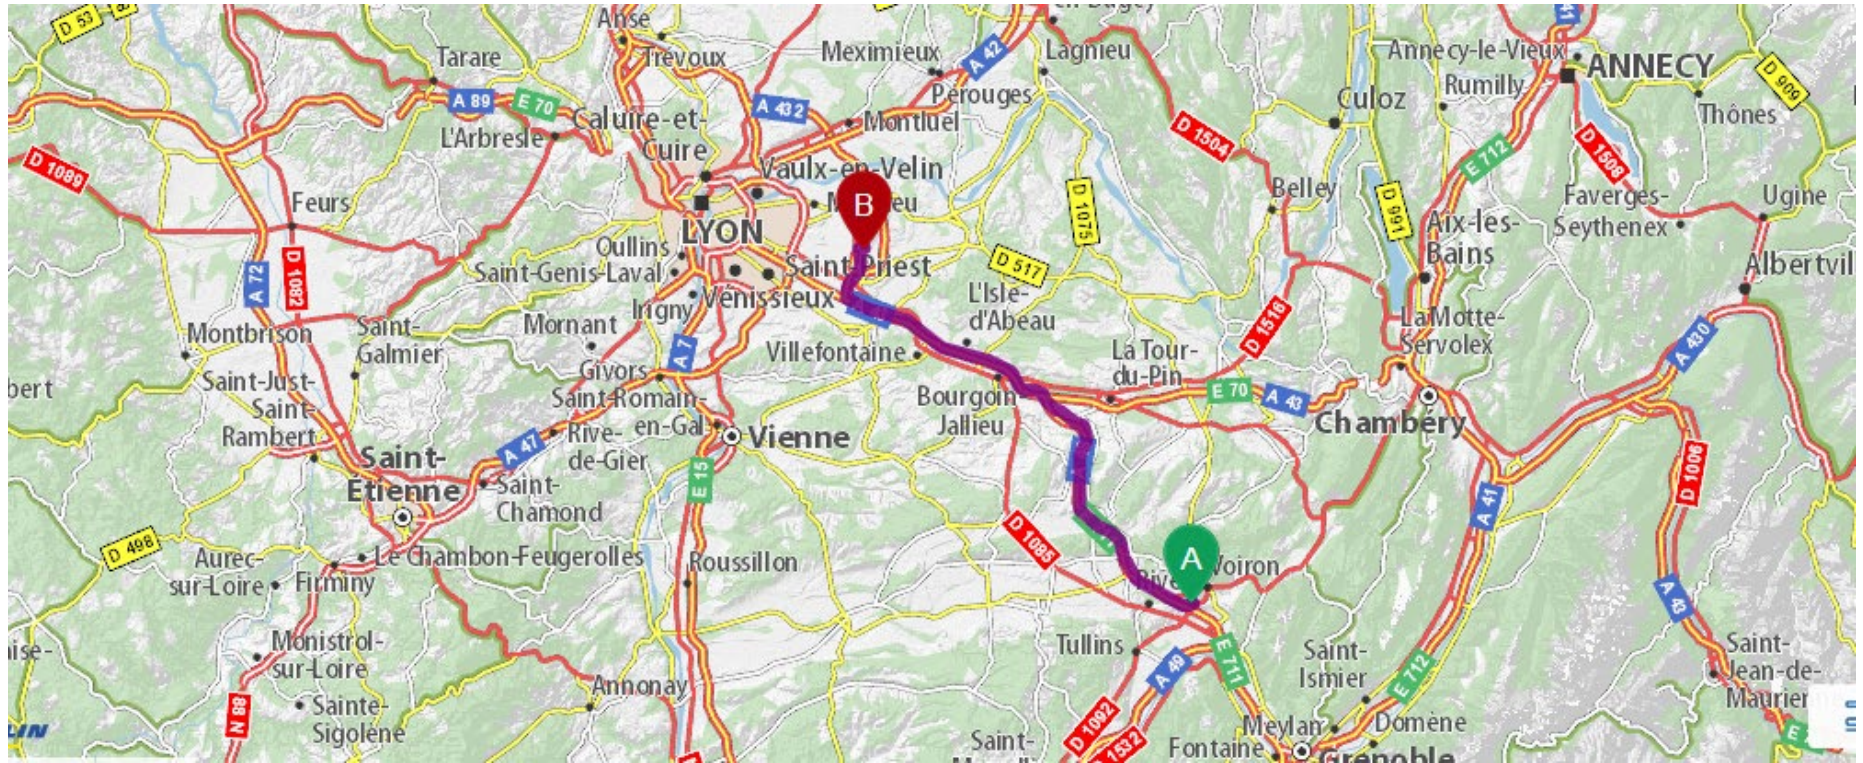 D 53
Anse
Trévoux
Tarare
A 89
E 70
L'Arbresle
Caluire-et-
Cuire
A 432
Meximieux
A 42
Lagnieu
Pérouges
Montluel
Vaulx-en-Velin
D 1504
Culoz
Annecy-le-Vieux
Rumilly
ANNECY
D 909
Thônes
D 1508
E 712
D 1089
Feurs
A 72
D 1082
LYON
B
Oullins
Saint-Genis-Laval
Irigny
Saint-Priest
Vénissieux
D 1075
D 517
Belley
D 991
Aix-les-
Bains
Faverges-
Seythenex
Ugine
Albertvil
Montbrison
Saint-
Galmier
Mornant
A 7
Givors
Villefontaine
L'Isle-
d'Abeau
La Tour-
du-Pin
D 1516
La Motte-
Servolex
A 430
bert
Saint-Just-
Saint-
Rambert
Saint-Romain-
en-Gal
Bourgoin-
Jallieu
E 70
A 43
Chambéry
Saint-
Étienne
A 47
Rive-
de-Gier
Vienne
E 15
Saint-
Chamond
D 1006
A 41
D 498
Aurec-
sur-Loire
Firminy
Le Chambon-Feugerolles
Roussillon
D 1085
A
Voiron
A 43
Monistrol-
sur-Loire
Tullins
A 49
E 711
Saint-
Ismier
E 712
Saint-
Jean-de-
Maurien
N 88
Sainte-
Sigolène
Annonay
Saint-
D 1092
1532
Meylan
Fontaine
Domène
Grenoble